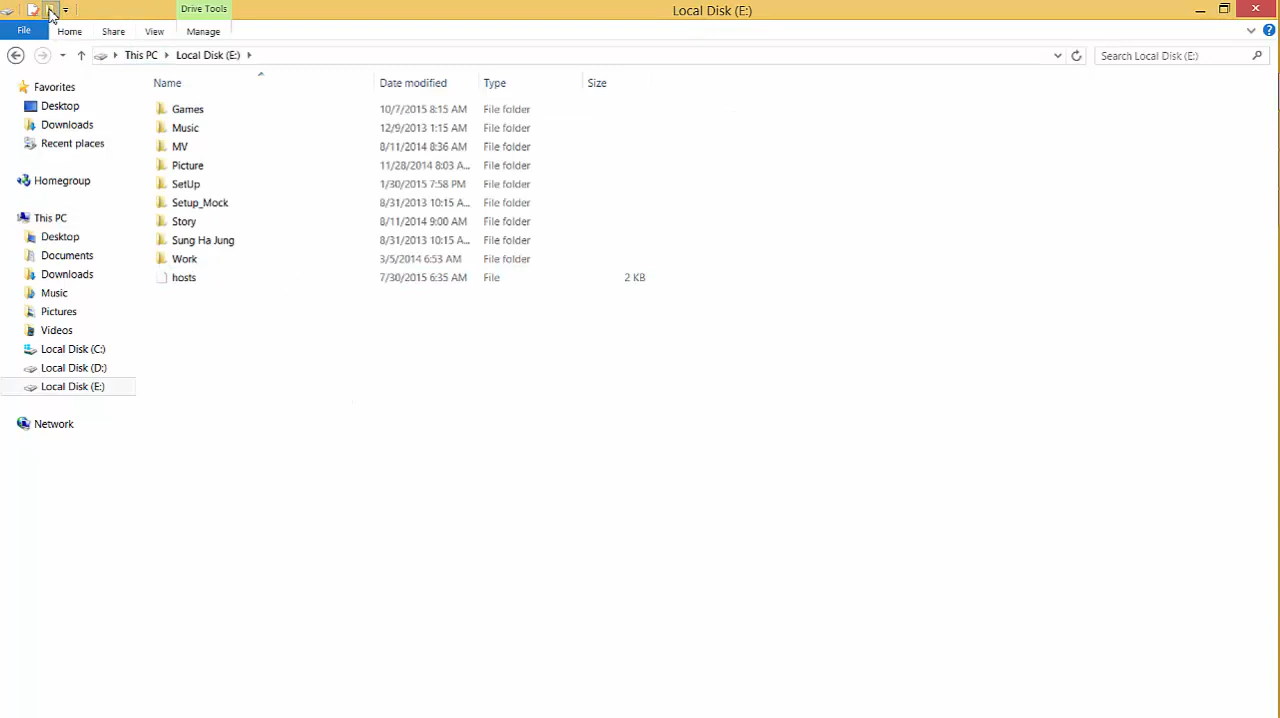 Drive Tools
Local Disk (E:)
File Home Share View Manage
This PC Local Disk (E:)
Search Local Disk (E:)
Name Date modified Type Size
Favorites
Desktop
Downloads
Recent places
Homegroup
This PC
Desktop
Documents
Downloads
Music
Pictures
Videos
Local Disk (C:)
Local Disk (D:)
Local Disk (E:)
Network
Games 10/7/2015 8:15 AM File folder
Music 12/9/2013 1:15 AM File folder
MV 8/11/2014 8:36 AM File folder
Picture 11/28/2014 8:03 A... File folder
SetUp 1/30/2015 7:58 PM File folder
Setup_Mock 8/31/2013 10:15 A... File folder
Story 8/11/2014 9:00 AM File folder
Sung Ha Jung 8/31/2013 10:15 A... File folder
Work 3/5/2014 6:53 AM File folder
hosts 7/30/2015 6:35 AM File 2 KB